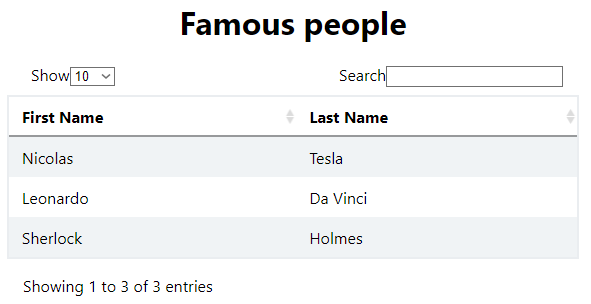 Famous people
Show 10 Search
First Name Last Name
Nicolas Tesla
Leonardo Da Vinci
Sherlock Holmes
Showing 1 to 3 of 3 entries